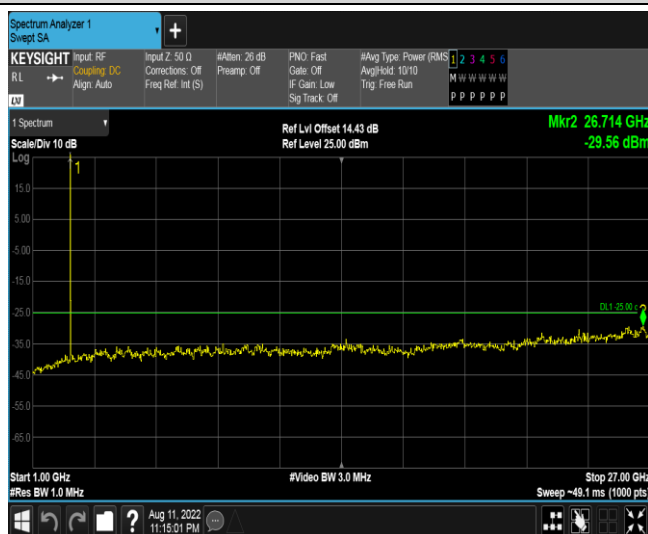 Spectrum Analyzer 1
Swept SA
+
KEYSIGHT
RL
LXI
Input: RF
Coupling: DC
Align: Auto
Input Z: 50 Ω
Corrections: Off
Freq Ref: Int (S)
#Atten: 26 dB
Preamp: Off
PNO: Fast
Gate: Off
IF Gain: Low
Sig Track: Off
#Avg Type: Power (RMS
Avg|Hold: 10/10
Trig: Free Run
1 2 3 4 5 6
M W W W W W
P P P P P P
1 Spectrum
Scale/Div 10 dB
Ref Lvl Offset 14.43 dB
Ref Level 25.00 dBm
Mkr2 26.714 GHz
-29.56 dBm
Log
1
15.0
5.00
-5.00
-15.0
-25.0
DL1 -25.00
-35.0
-45.0
-55.0
-65.0
Start 1.00 GHz
#Video BW 3.0 MHz
Stop 27.00 GHz
#Res BW 1.0 MHz
Sweep ~49.1 ms (1000 pts)
?
Aug 11, 2022
11:15:01 PM